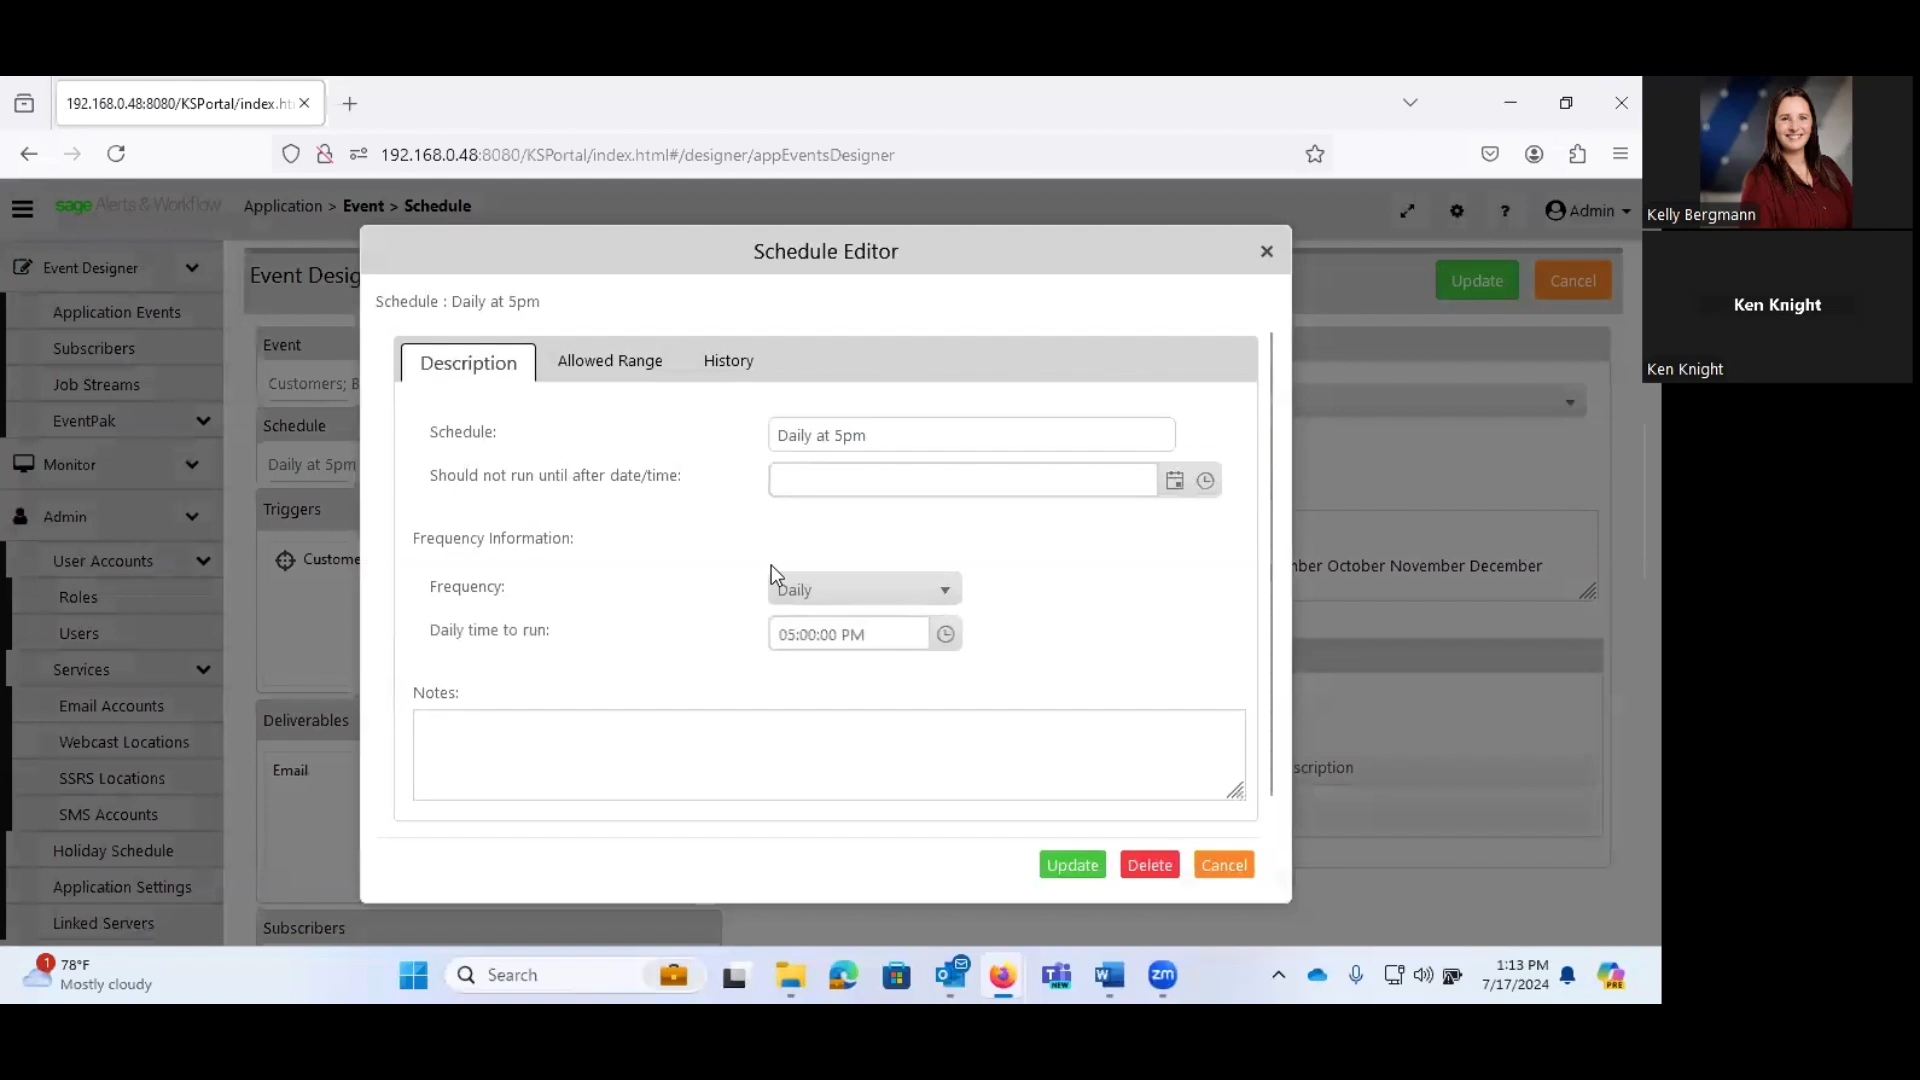 192.168.0.48:8080/KSPortal/index.ht
192.168.0.48:8080/KSPortal/index.html#/designer/appEventsDesigner
Kelly Bergmann
Ken Knight
Ken Knight
sage Alerts & Workflow
Application > Event > Schedule
? Admin
Event Designer
Application Events
Subscribers
Job Streams
EventPak
Monitor
Admin
User Accounts
Roles
Users
Services
Email Accounts
Webcast Locations
SSRS Locations
SMS Accounts
Holiday Schedule
Application Settings
Linked Servers
Event Desig
Update
Cancel
Event
Customers; B
Schedule
Daily at 5pm
Triggers
Custome
Deliverables
Email
Subscribers
Schedule Editor
Schedule : Daily at 5pm
Description
Allowed Range
History
Schedule:
Daily at 5pm
Should not run until after date/time:
Frequency Information:
Frequency:
Daily
Daily time to run:
05:00:00 PM
Notes:
Update
Delete
Cancel
nber October November December
scription
1
78°F
Mostly cloudy
Search
NEW
zm
1:13 PM
7/17/2024
PRE